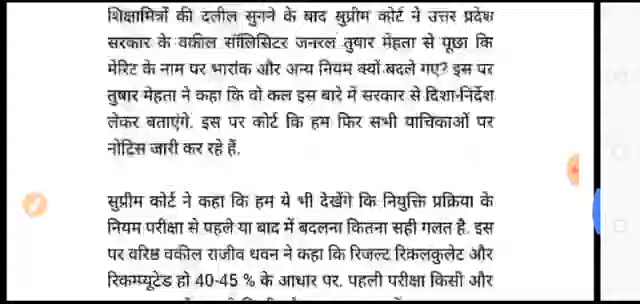 शिक्षामित्रों की दलील सुनने के बाद सुप्रीम कोर्ट ने उत्तर प्रदेश
सरकार के वकील सॉलिसिटर जनरल तुषार मेहता से पूछा कि
मेरिट के नाम पर भारांक और अन्य नियम क्यों बदले गए? इस पर
तुषार मेहता ने कहा कि वो कल इस बारे में सरकार से दिशा-निर्देश
लेकर बताएंगे. इस पर कोर्ट कि हम फिर सभी याचिकाओं पर
नोटिस जारी कर रहे हैं.
सुप्रीम कोर्ट ने कहा कि हम ये भी देखेंगे कि नियुक्ति प्रक्रिया के
नियम परीक्षा से पहले या बाद में बदलना कितना सही गलत है. इस
पर वरिष्ठ वकील राजीव धवन ने कहा कि रिजल्ट रिकलकुलेट और
रिकम्प्यूटेड हो 40-45 % के आधार पर. पहली परीक्षा किसी और